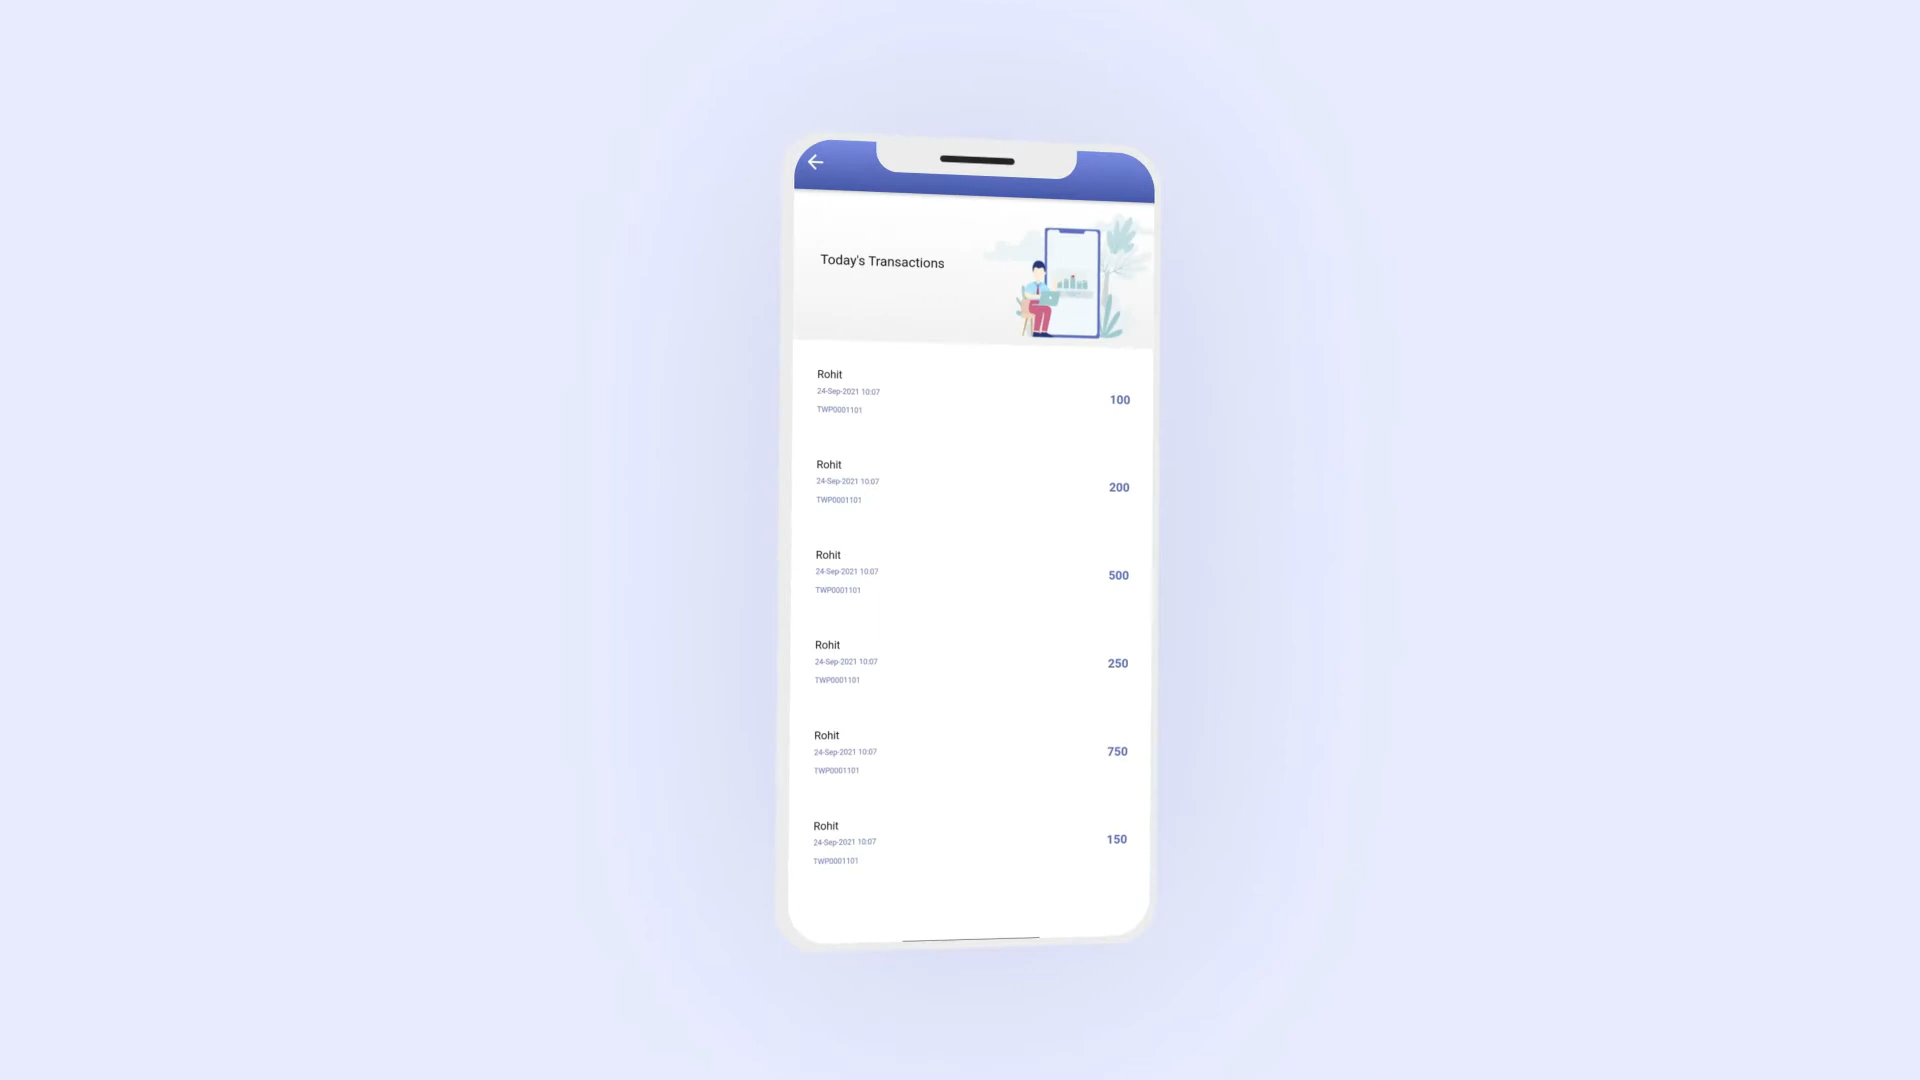 Today's Transactions
Rohit
24-Sep-2021 10:07
TWP0001101
100
Rohit
24-Sep-2021 10:07
TWP0001101
200
Rohit
24-Sep-2021 10:07
TWP0001101
500
Rohit
24-Sep-2021 10:07
TWP0001101
250
Rohit
24-Sep-2021 10:07
TWP0001101
750
Rohit
24-Sep-2021 10:07
TWP0001101
150